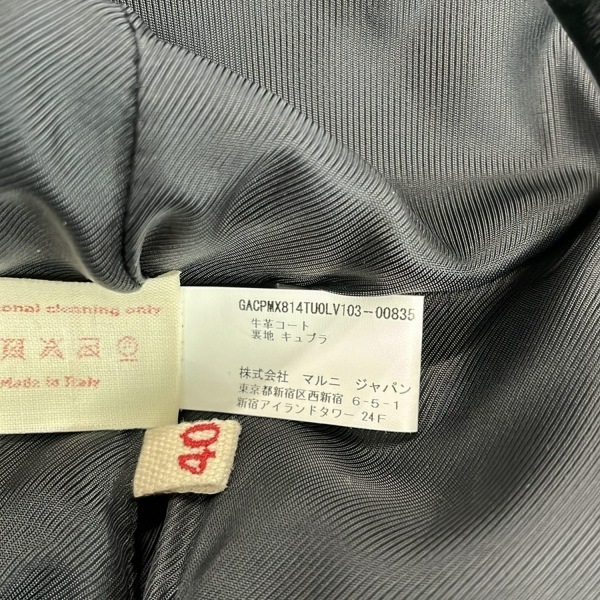 onal cleaning only
Made in Italy
GACPMX814TU0LV103-00835
牛革コート
裏地 キュプラ
株式会社 マルニ ジャパン
東京都新宿区西新宿 6-5-1
新宿アイランドタワー 24F
40